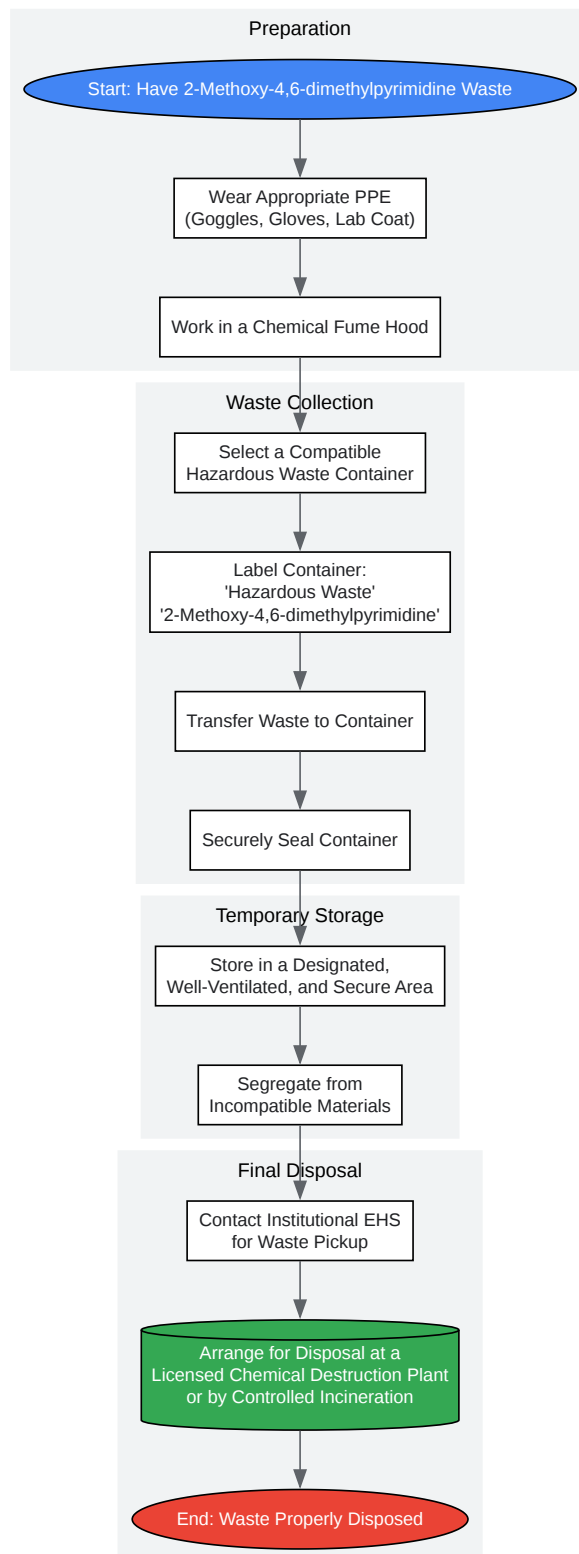 Preparation
Start: Have 2-Methoxy-4,6-dimethylpyrimidine Waste
Wear Appropriate PPE
(Goggles, Gloves, Lab Coat)
Work in a Chemical Fume Hood
Waste Collection
Select a Compatible
Hazardous Waste Container
Label Container:
'Hazardous Waste'
'2-Methoxy-4,6-dimethylpyrimidine'
Transfer Waste to Container
Securely Seal Container
Temporary Storage
Store in a Designated,
Well-Ventilated, and Secure Area
Segregate from
Incompatible Materials
Final Disposal
Contact Institutional EHS
for Waste Pickup
Arrange for Disposal at a
Licensed Chemical Destruction Plant
or by Controlled Incineration
End: Waste Properly Disposed